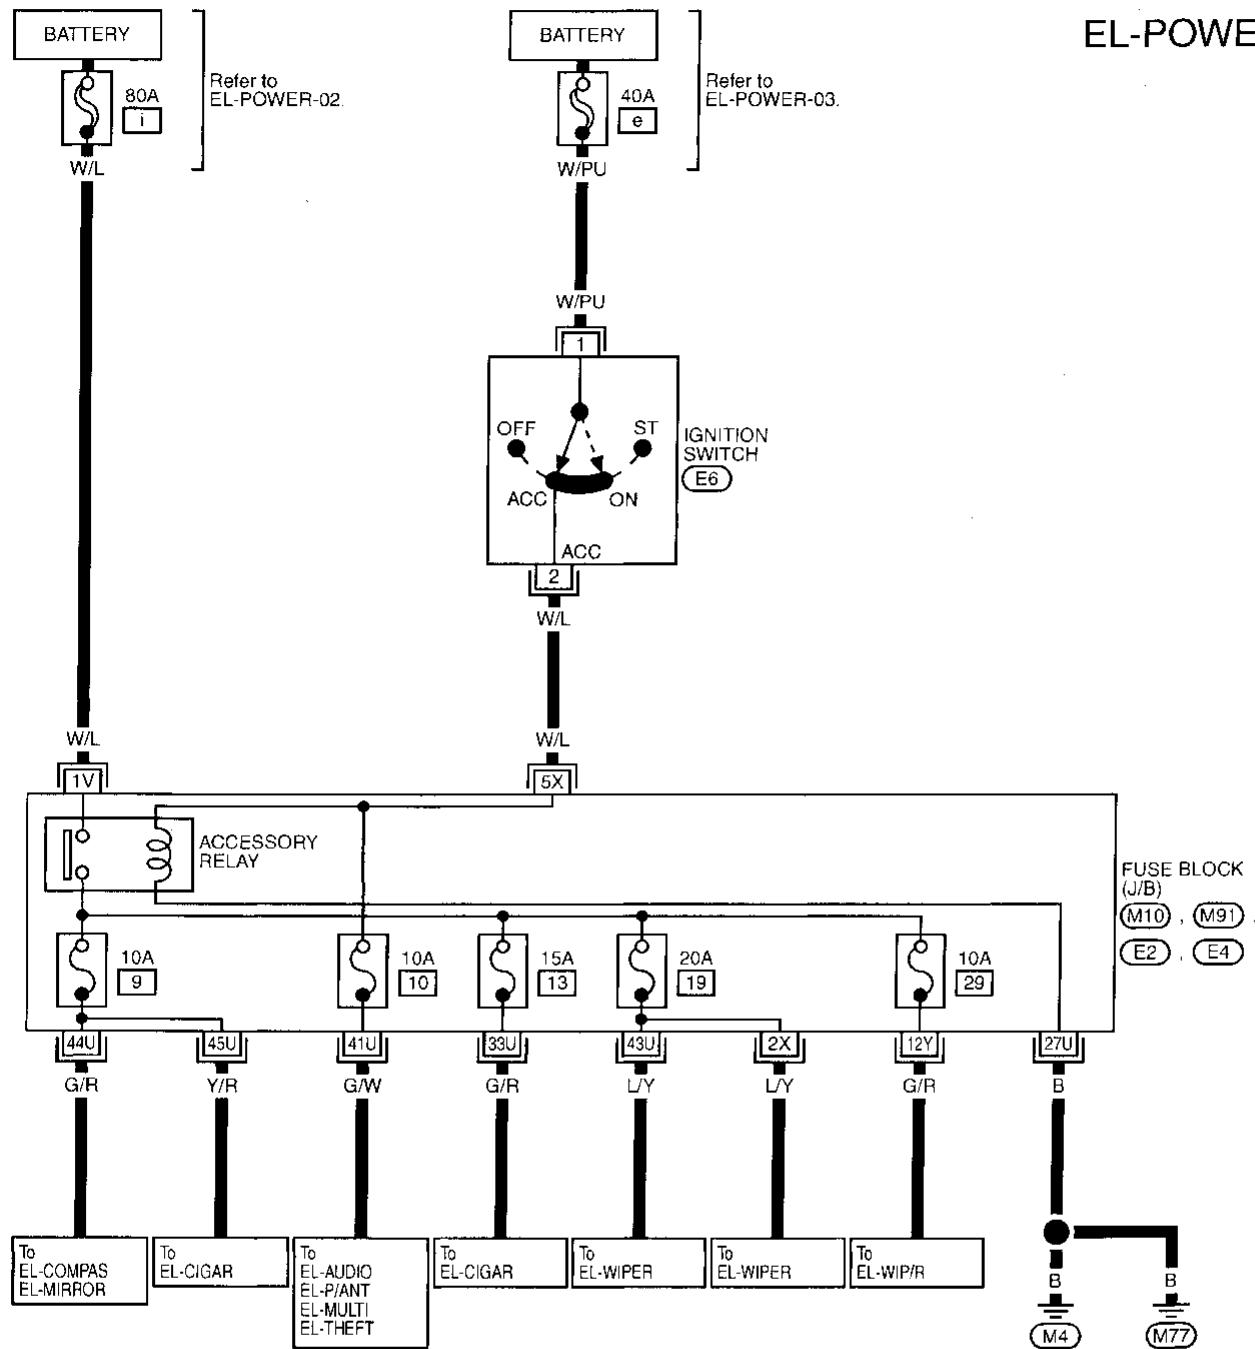 EL-POWE
BATTERY
BATTERY
80A
i
Refer to
EL-POWER-02.
40A
e
Refer to
EL-POWER-03.
W/L
W/PU
W/PU
1
OFF
ST
IGNITION
SWITCH
E6
ACC
ON
ACC
2
W/L
W/L
W/L
1V
5X
ACCESSORY
RELAY
FUSE BLOCK
(J/B)
M10 , M91 ,
E2 , E4
10A
9
10A
10
15A
13
20A
19
10A
29
44U
45U
41U
33U
43U
2X
12Y
27U
G/R
Y/R
G/W
G/R
L/Y
L/Y
G/R
B
To
EL-COMPAS
EL-MIRROR
To
EL-CIGAR
To
EL-AUDIO
EL-P/ANT
EL-MULTI
EL-THEFT
To
EL-CIGAR
To
EL-WIPER
To
EL-WIPER
To
EL-WIP/R
B
B
M4
M77